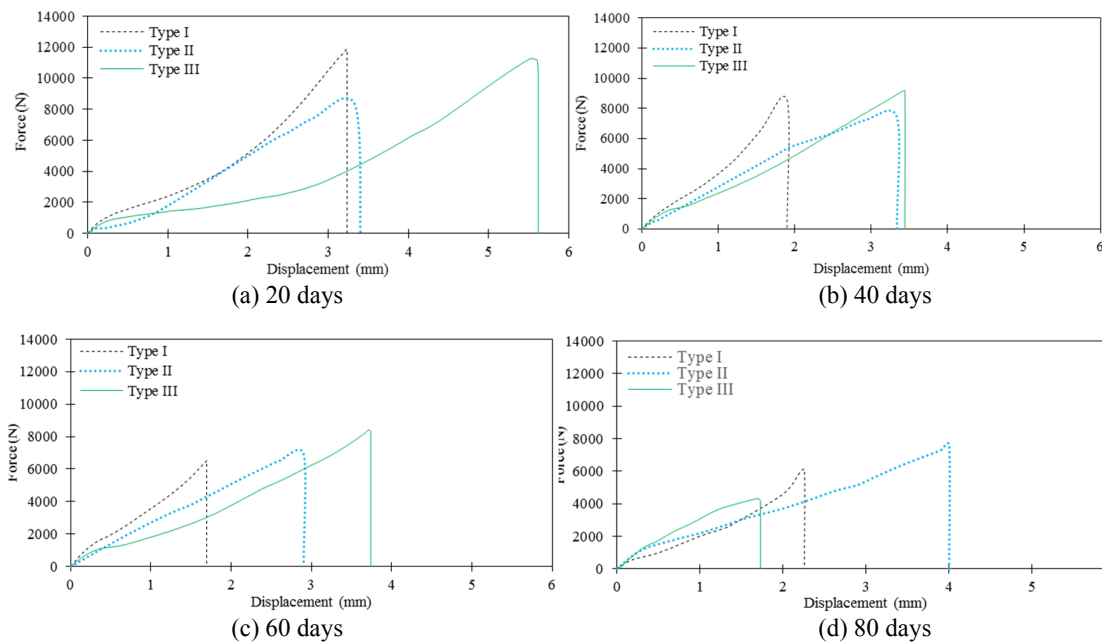 14000
12000
10000
8000
6000
4000
2000
0
Force (N)
Type I
Type II
Type III
0 1 2 3 4 5 6
Displacement (mm)
(a) 20 days
14000
12000
10000
8000
6000
4000
2000
0
Force (N)
Type I
Type II
Type III
0 1 2 3 4 5 6
Displacement (mm)
(b) 40 days
14000
12000
10000
8000
6000
4000
2000
0
Force (N)
Type I
Type II
Type III
0 1 2 3 4 5 6
Displacement (mm)
(c) 60 days
14000
12000
10000
8000
6000
4000
2000
0
Force (N)
Type I
Type II
Type III
0 1 2 3 4 5
Displacement (mm)
(d) 80 days